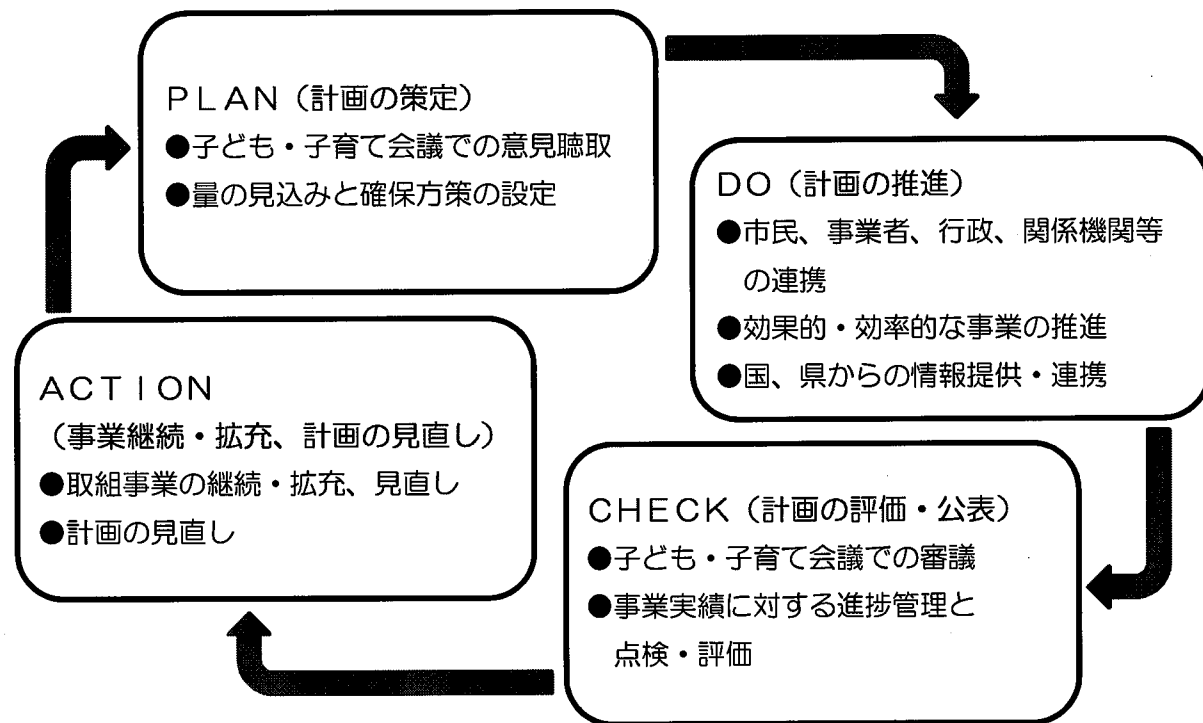 PLAN（計画の策定）
●子ども・子育て会議での意見聴取
●量の見込みと確保方策の設定
DO（計画の推進）
●市民、事業者、行政、関係機関等
の連携
●効果的・効率的な事業の推進
●国、県からの情報提供・連携
CHECK（計画の評価・公表）
●子ども・子育て会議での審議
●事業実績に対する進捗管理と
点検・評価
ACTION
（事業継続・拡充、計画の見直し）
●取組事業の継続・拡充、見直し
●計画の見直し